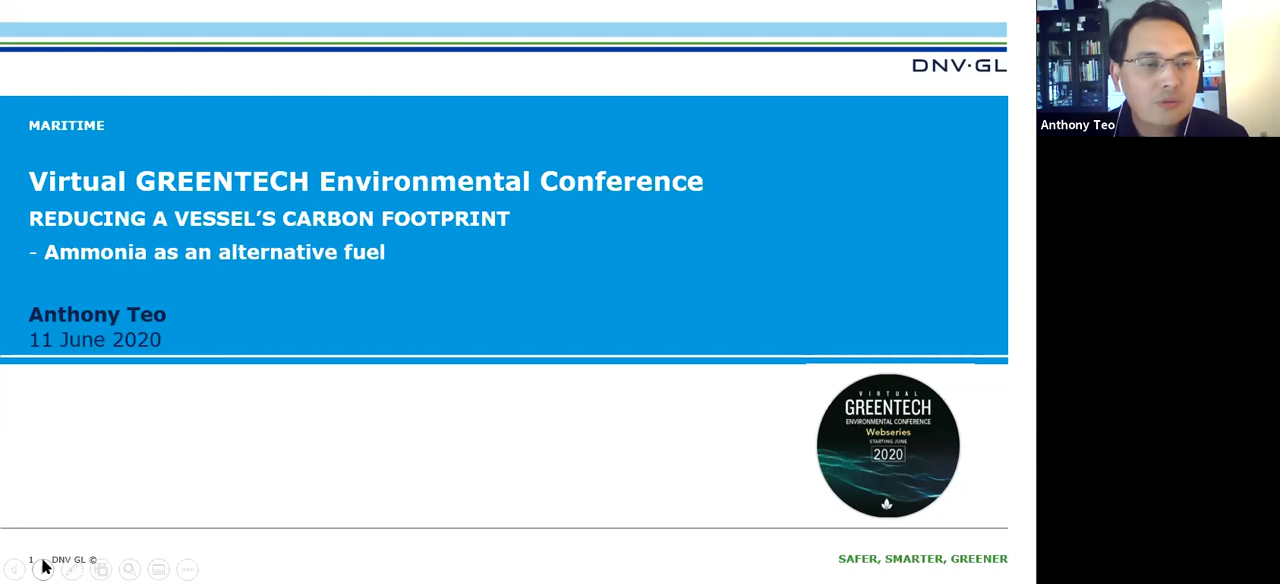 DNV·GL
MARITIME
Virtual GREENTECH Environmental Conference
REDUCING A VESSEL’S CARBON FOOTPRINT
- Ammonia as an alternative fuel
Anthony Teo
11 June 2020
VIRTUAL
GREENTECH
ENVIRONMENTAL CONFERENCE
Webseries
STARTING JUNE
2020
1 DNV GL ©
SAFER, SMARTER, GREENER
Anthony Teo